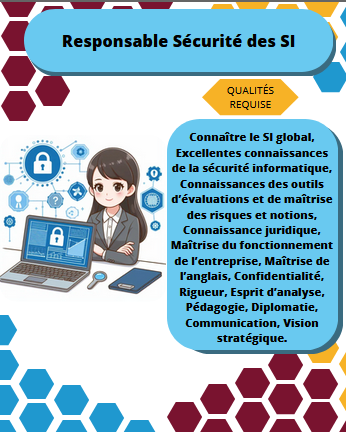 Responsable Sécurité des SI
QUALITÉS
REQUISE
Connaître le SI global,
Excellentes connaissances
de la sécurité informatique,
Connaissances des outils
d'évaluations et de maîtrise
des risques et notions,
Connaissance juridique,
Maîtrise du fonctionnement
de l'entreprise, Maîtrise de
l'anglais, Confidentialité,
Rigueur, Esprit d'analyse,
Pédagogie, Diplomatie,
Communication, Vision
stratégique.